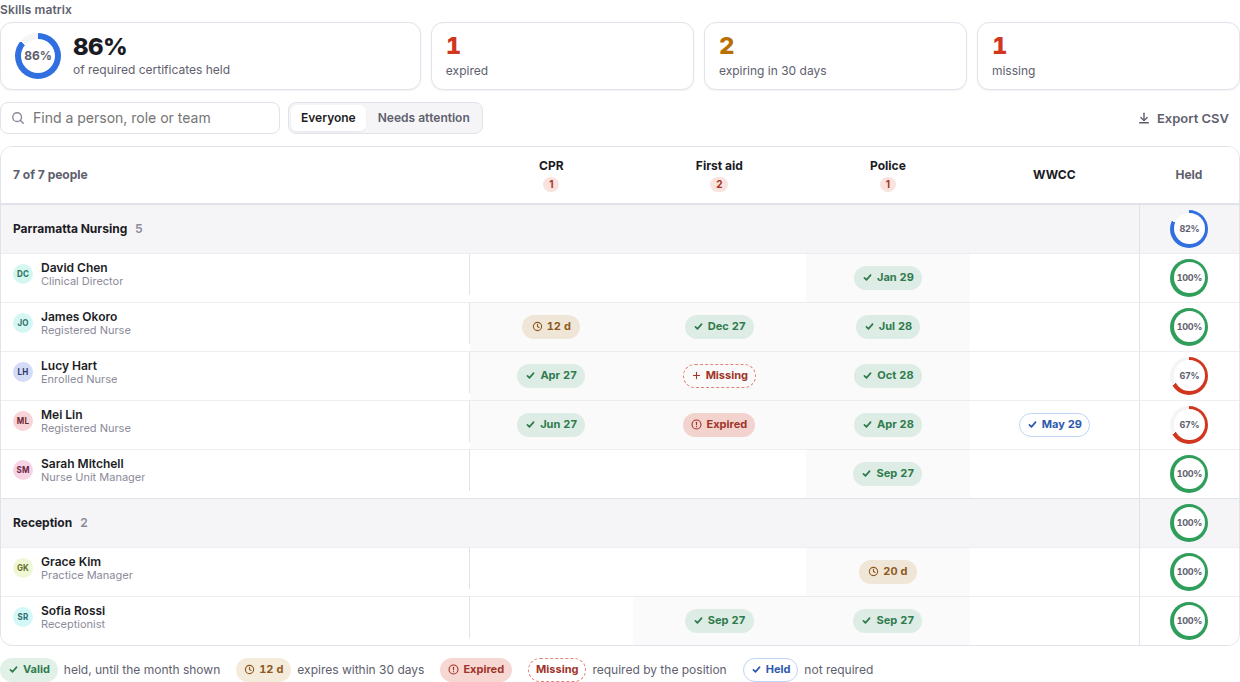 Skills matrix
86%
86%
of required certificates held
1
expired
2
expiring in 30 days
1
missing
Find a person, role or team
Everyone
Needs attention
Export CSV
7 of 7 people
CPR
1
First aid
2
Police
1
WWCC
Held
Parramatta Nursing 5
82%
DC
David Chen
Clinical Director
Jan 29
100%
JO
James Okoro
Registered Nurse
12 d
Dec 27
Jul 28
100%
LH
Lucy Hart
Enrolled Nurse
Apr 27
Missing
Oct 28
67%
ML
Mei Lin
Registered Nurse
Jun 27
Expired
Apr 28
May 29
67%
SM
Sarah Mitchell
Nurse Unit Manager
Sep 27
100%
Reception 2
100%
GK
Grace Kim
Practice Manager
20 d
100%
SR
Sofia Rossi
Receptionist
Sep 27
Sep 27
100%
Valid held, until the month shown
12 d expires within 30 days
Expired
Missing required by the position
Held not required